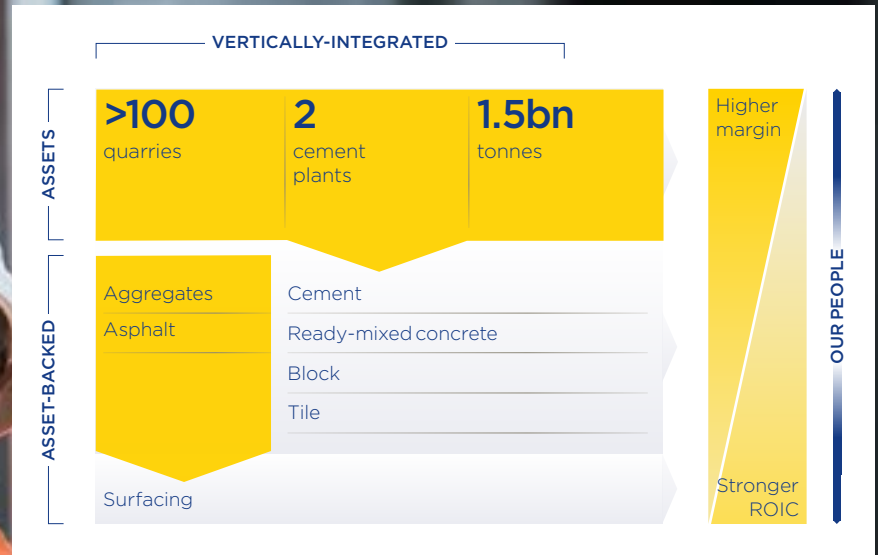 VERTICALLY-INTEGRATED
ASSETS
>100
quarries
2
cement
plants
1.5bn
tonnes
Higher
margin
ASSET-BACKED
Aggregates
Asphalt
Cement
Ready-mixed concrete
Block
Tile
Surfacing
Stronger
ROIC
OUR PEOPLE